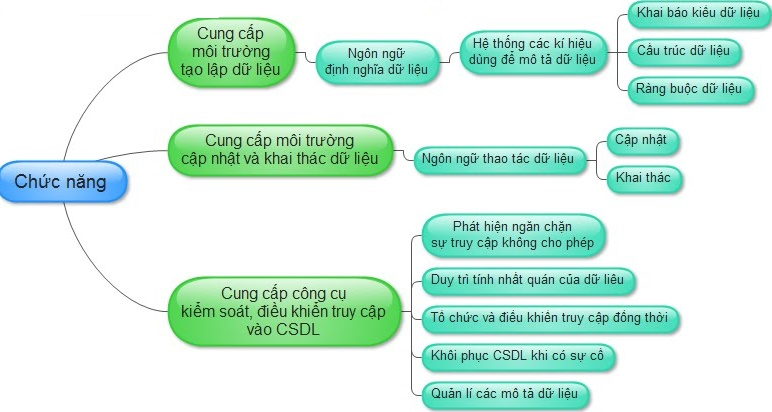 Chức năng
Cung cấp
môi trường
tạo lập dữ liệu
Ngôn ngữ
định nghĩa dữ liệu
Hệ thống các kí hiệu
dùng để mô tả dữ liệu
Khai báo kiểu dữ liệu
Cấu trúc dữ liệu
Ràng buộc dữ liệu
Cung cấp môi trường
cập nhật và khai thác dữ liệu
Ngôn ngữ thao tác dữ liệu
Cập nhật
Khai thác
Cung cấp công cụ
kiểm soát, điều khiển truy cập
vào CSDL
Phát hiện ngăn chặn
sự truy cập không cho phép
Duy trì tính nhất quán của dữ liêu
Tổ chức và điều khiển truy cập đồng thời
Khôi phục CSDL khi có sự cố
Quản lí các mô tả dữ liệu